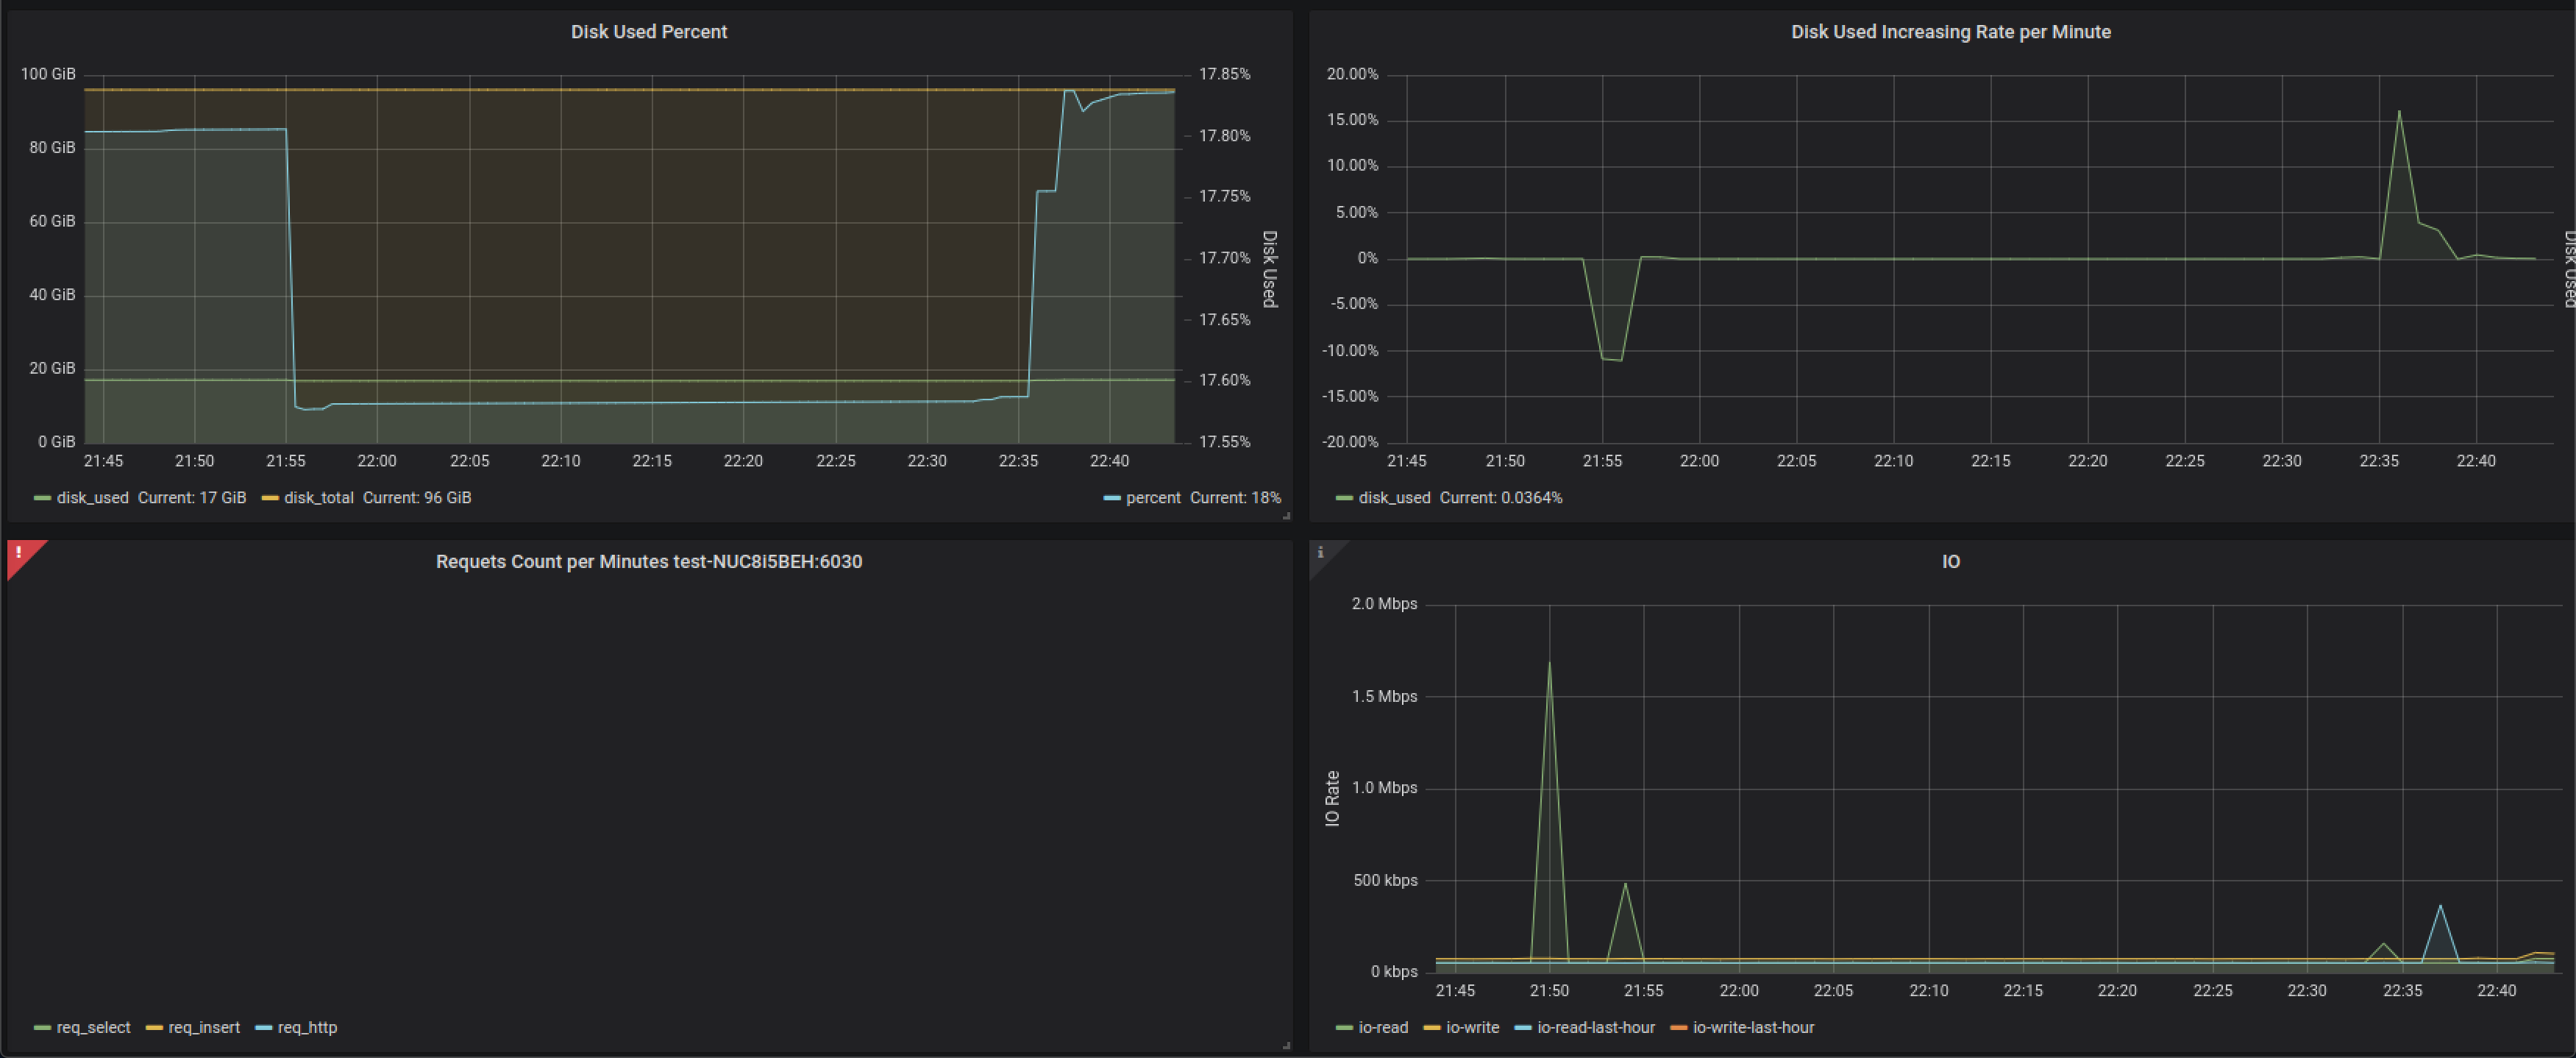 Disk Used Percent
100 GiB
80 GiB
60 GiB
40 GiB
20 GiB
0 GiB
17.85%
17.80%
17.75%
17.70%
17.65%
17.60%
17.55%
Disk Used
21:45 21:50 21:55 22:00 22:05 22:10 22:15 22:20 22:25 22:30 22:35 22:40
disk_used Current: 17 GiB disk_total Current: 96 GiB percent Current: 18%
Disk Used Increasing Rate per Minute
20.00%
15.00%
10.00%
5.00%
0%
-5.00%
-10.00%
-15.00%
-20.00%
Disk Used
21:45 21:50 21:55 22:00 22:05 22:10 22:15 22:20 22:25 22:30 22:35 22:40
disk_used Current: 0.0364%
!
Requets Count per Minutes test-NUC8i5BEH:6030
req_select req_insert req_http
i
IO
2.0 Mbps
1.5 Mbps
1.0 Mbps
500 kbps
0 kbps
IO Rate
21:45 21:50 21:55 22:00 22:05 22:10 22:15 22:20 22:25 22:30 22:35 22:40
io-read io-write io-read-last-hour io-write-last-hour